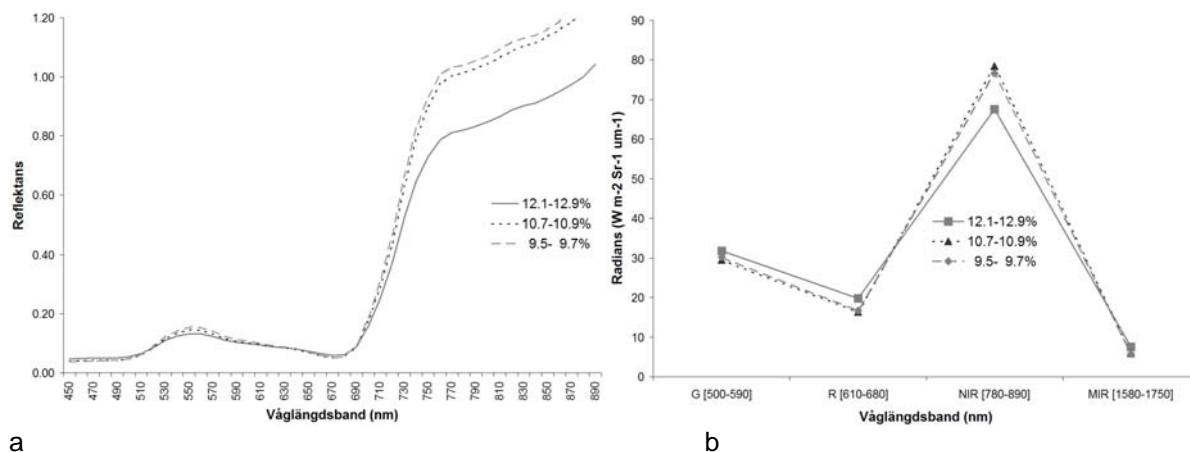 1.20
1.00
0.80
0.60
0.40
0.20
0.00
Reflektans
12.1-12.9%
10.7-10.9%
9.5- 9.7%
450 470 490 510 530 550 570 590 610 630 650 670 690 710 730 750 770 790 810 830 850 870 890
Våglängdsband (nm)
a
90
80
70
60
50
40
30
20
10
0
Radians (W m-2 Sr-1 um-1)
12.1-12.9%
10.7-10.9%
9.5- 9.7%
G [500-590] R [610-680] NIR [780-890] MIR [1580-1750]
Våglängdsband (nm)
b